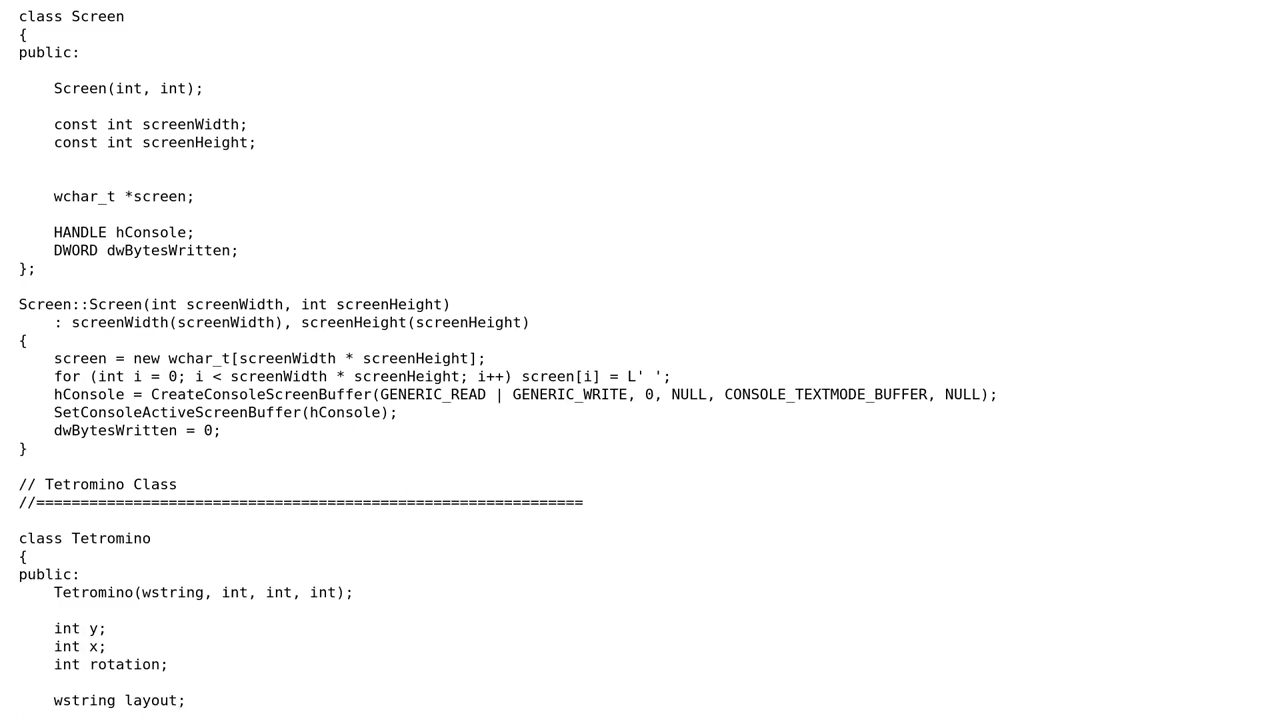 class Screen
{
public:

    Screen(int, int);

    const int screenWidth;
    const int screenHeight;


    wchar_t *screen;

    HANDLE hConsole;
    DWORD dwBytesWritten;
};

Screen::Screen(int screenWidth, int screenHeight)
    : screenWidth(screenWidth), screenHeight(screenHeight)
{
    screen = new wchar_t[screenWidth * screenHeight];
    for (int i = 0; i < screenWidth * screenHeight; i++) screen[i] = L' ';
    hConsole = CreateConsoleScreenBuffer(GENERIC_READ | GENERIC_WRITE, 0, NULL, CONSOLE_TEXTMODE_BUFFER, NULL);
    SetConsoleActiveScreenBuffer(hConsole);
    dwBytesWritten = 0;
}

// Tetromino Class
//==============================================================

class Tetromino
{
public:
    Tetromino(wstring, int, int, int);

    int y;
    int x;
    int rotation;

    wstring layout;